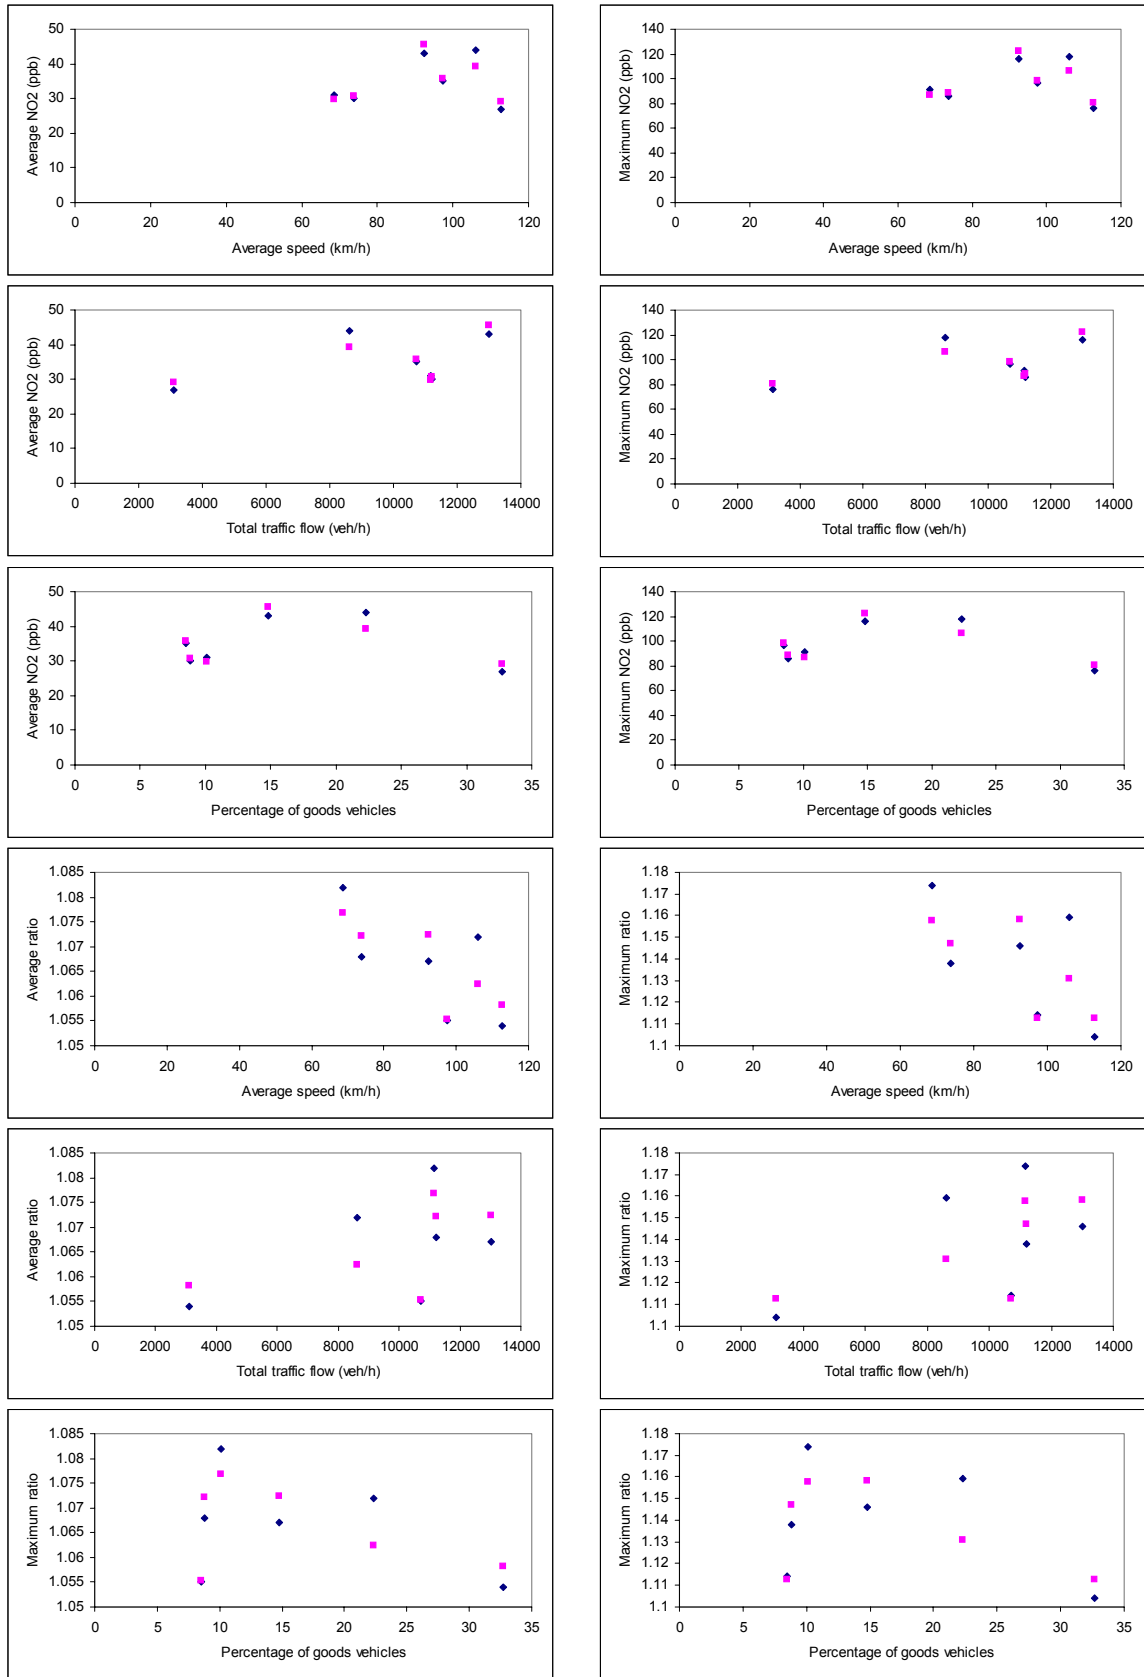 50
40
30
20
10
0
Average NO2 (ppb)
0 20 40 60 80 100 120
Average speed (km/h)
140
120
100
80
60
40
20
0
Maximum NO2 (ppb)
0 20 40 60 80 100 120
Average speed (km/h)
50
40
30
20
10
0
Average NO2 (ppb)
0 2000 4000 6000 8000 10000 12000 14000
Total traffic flow (veh/h)
140
120
100
80
60
40
20
0
Maximum NO2 (ppb)
0 2000 4000 6000 8000 10000 12000 14000
Total traffic flow (veh/h)
50
40
30
20
10
0
Average NO2 (ppb)
0 5 10 15 20 25 30 35
Percentage of goods vehicles
140
120
100
80
60
40
20
0
Maximum NO2 (ppb)
0 5 10 15 20 25 30 35
Percentage of goods vehicles
1.085
1.08
1.075
1.07
1.065
1.06
1.055
1.05
Average ratio
0 20 40 60 80 100 120
Average speed (km/h)
1.18
1.17
1.16
1.15
1.14
1.13
1.12
1.11
1.1
Maximum ratio
0 20 40 60 80 100 120
Average speed (km/h)
1.085
1.08
1.075
1.07
1.065
1.06
1.055
1.05
Average ratio
0 2000 4000 6000 8000 10000 12000 14000
Total traffic flow (veh/h)
1.18
1.17
1.16
1.15
1.14
1.13
1.12
1.11
1.1
Maximum ratio
0 2000 4000 6000 8000 10000 12000 14000
Total traffic flow (veh/h)
1.085
1.08
1.075
1.07
1.065
1.06
1.055
1.05
Maximum ratio
0 5 10 15 20 25 30 35
Percentage of goods vehicles
1.18
1.17
1.16
1.15
1.14
1.13
1.12
1.11
1.1
Maximum ratio
0 5 10 15 20 25 30 35
Percentage of goods vehicles